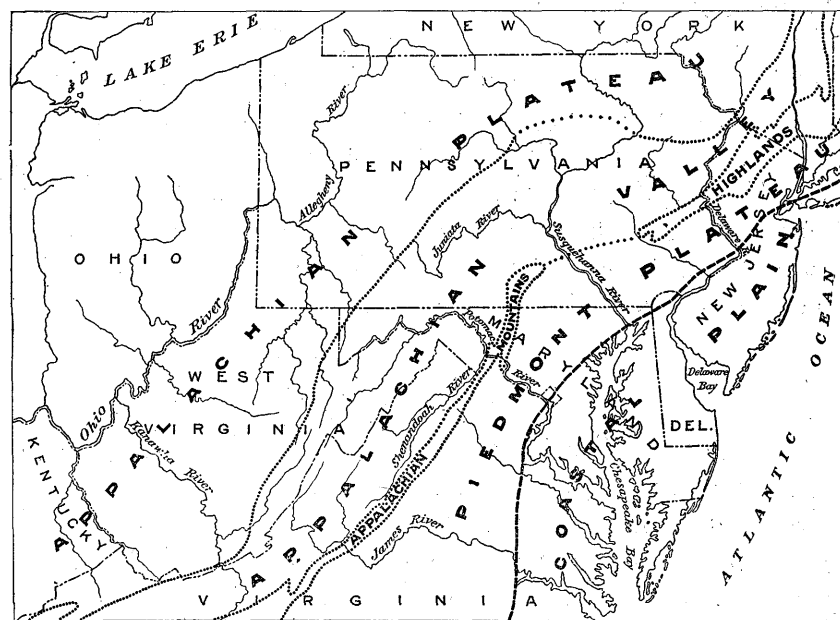 NEW YORK
LAKE ERIE
APPALACHIAN PLATEAU
PENNSYLVANIA
Allegheny River
Juniata River
Susquehanna River
APPALACHIAN VALLEY
HIGHLANDS
Delaware
NEW JERSEY
PIEDMONT PLATEAU
COASTAL PLAIN
OHIO
Ohio River
WEST VIRGINIA
Kanawha River
KENTUCKY
MARYLAND
Potomac River
APPALACHIAN MOUNTAINS
Shenandoah River
James River
VIRGINIA
DEL.
Delaware Bay
Chesapeake Bay
ATLANTIC OCEAN